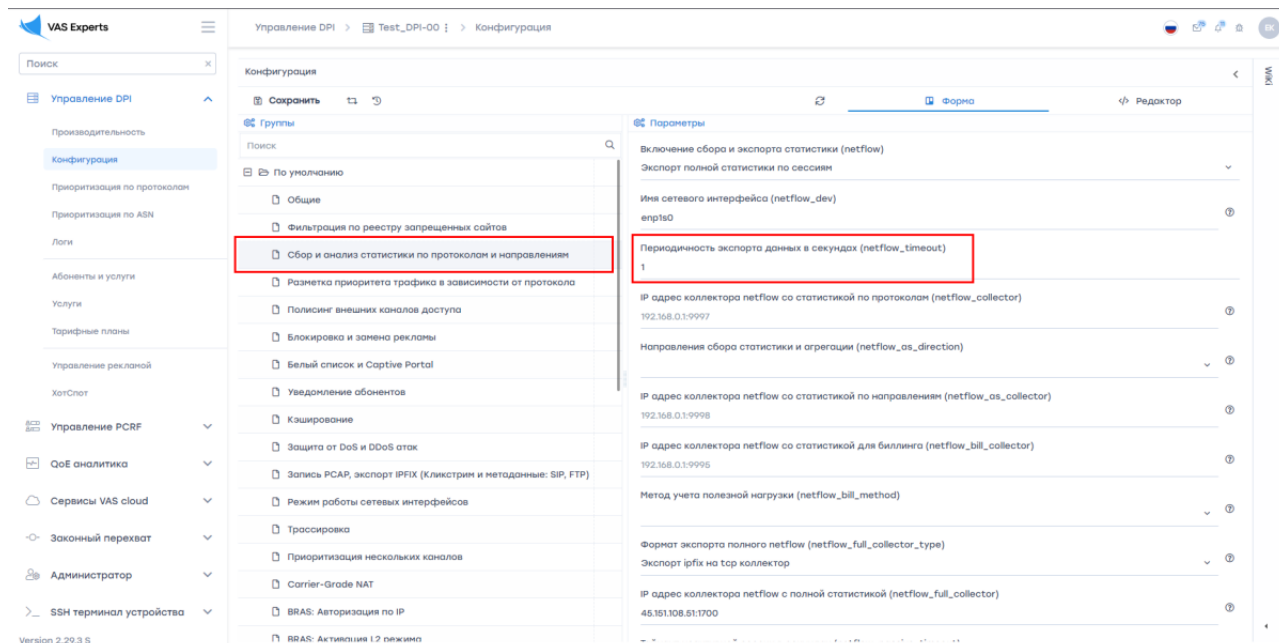 VAS Experts
Управление DPI > Test_DPI-00 > Конфигурация
EK
Поиск
Управление DPI
Производительность
Конфигурация
Приоритизация по протоколам
Приоритизация по ASN
Логи
Абоненты и услуги
Услуги
Тарифные планы
Управление рекламой
ХотСпот
Управление PCRF
QoE аналитика
Сервисы VAS cloud
Законный перехват
Администратор
SSH терминал устройства
Version 2.29.3 S
Конфигурация
Сохранить
Форма
Редактор
Wiki
Группы
Поиск
По умолчанию
Общие
Фильтрация по реестру запрещенных сайтов
Сбор и анализ статистики по протоколам и направлениям
Разметка приоритета трафика в зависимости от протокола
Полисинг внешних каналов доступа
Блокировка и замена рекламы
Белый список и Captive Portal
Уведомление абонентов
Кэширование
Защита от DoS и DDoS атак
Запись PCAP, экспорт IPFIX (Кликстрим и метаданные: SIP, FTP)
Режим работы сетевых интерфейсов
Трассировка
Приоритизация нескольких каналов
Carrier-Grade NAT
BRAS: Авторизация по IP
BRAS: Активация L2 режима
Параметры
Включение сбора и экспорта статистики (netflow)
Экспорт полной статистики по сессиям
Имя сетевого интерфейса (netflow_dev)
enp1s0
Периодичность экспорта данных в секундах (netflow_timeout)
1
IP адрес коллектора netflow со статистикой по протоколам (netflow_collector)
192.168.0.1:9997
Направления сбора статистики и агрегации (netflow_as_direction)
IP адрес коллектора netflow со статистикой по направлениям (netflow_as_collector)
192.168.0.1:9998
IP адрес коллектора netflow со статистикой для биллинга (netflow_bill_collector)
192.168.0.1:9995
Метод учета полезной нагрузки (netflow_bill_method)
Формат экспорта полного netflow (netflow_full_collector_type)
Экспорт ipfix на tcp коллектор
IP адрес коллектора netflow с полной статистикой (netflow_full_collector)
45.151.108.51:1700